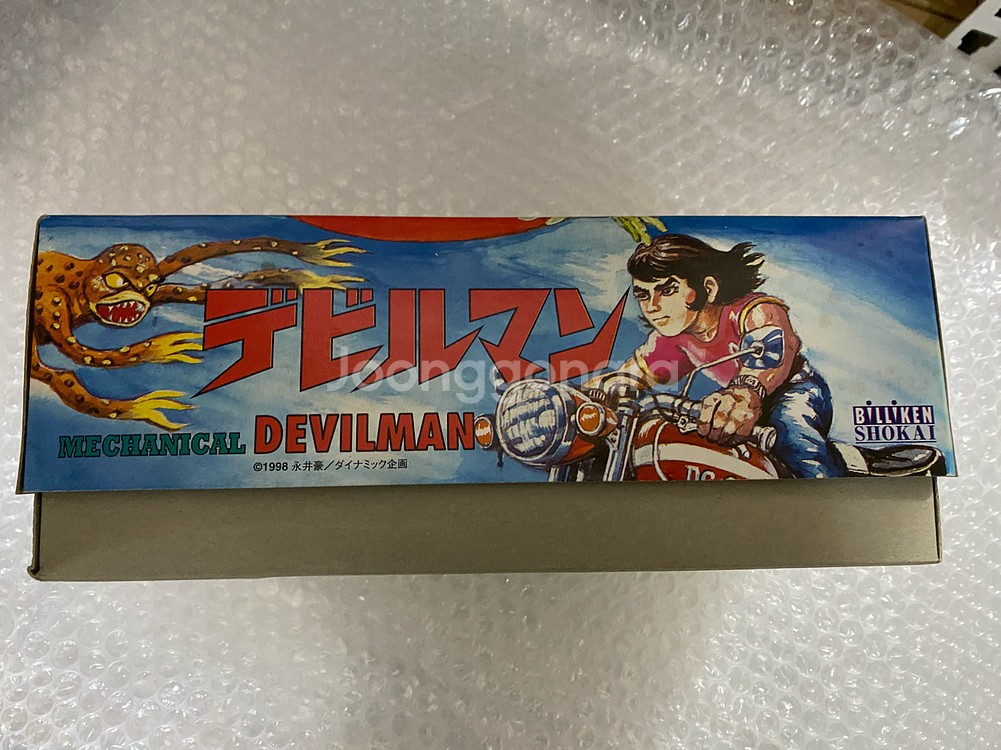 デビルマン
Joonggonara
MECHANICAL DEVILMAN
©1998 永井豪／ダイナミック企画
BILLIKEN
SHOKAI